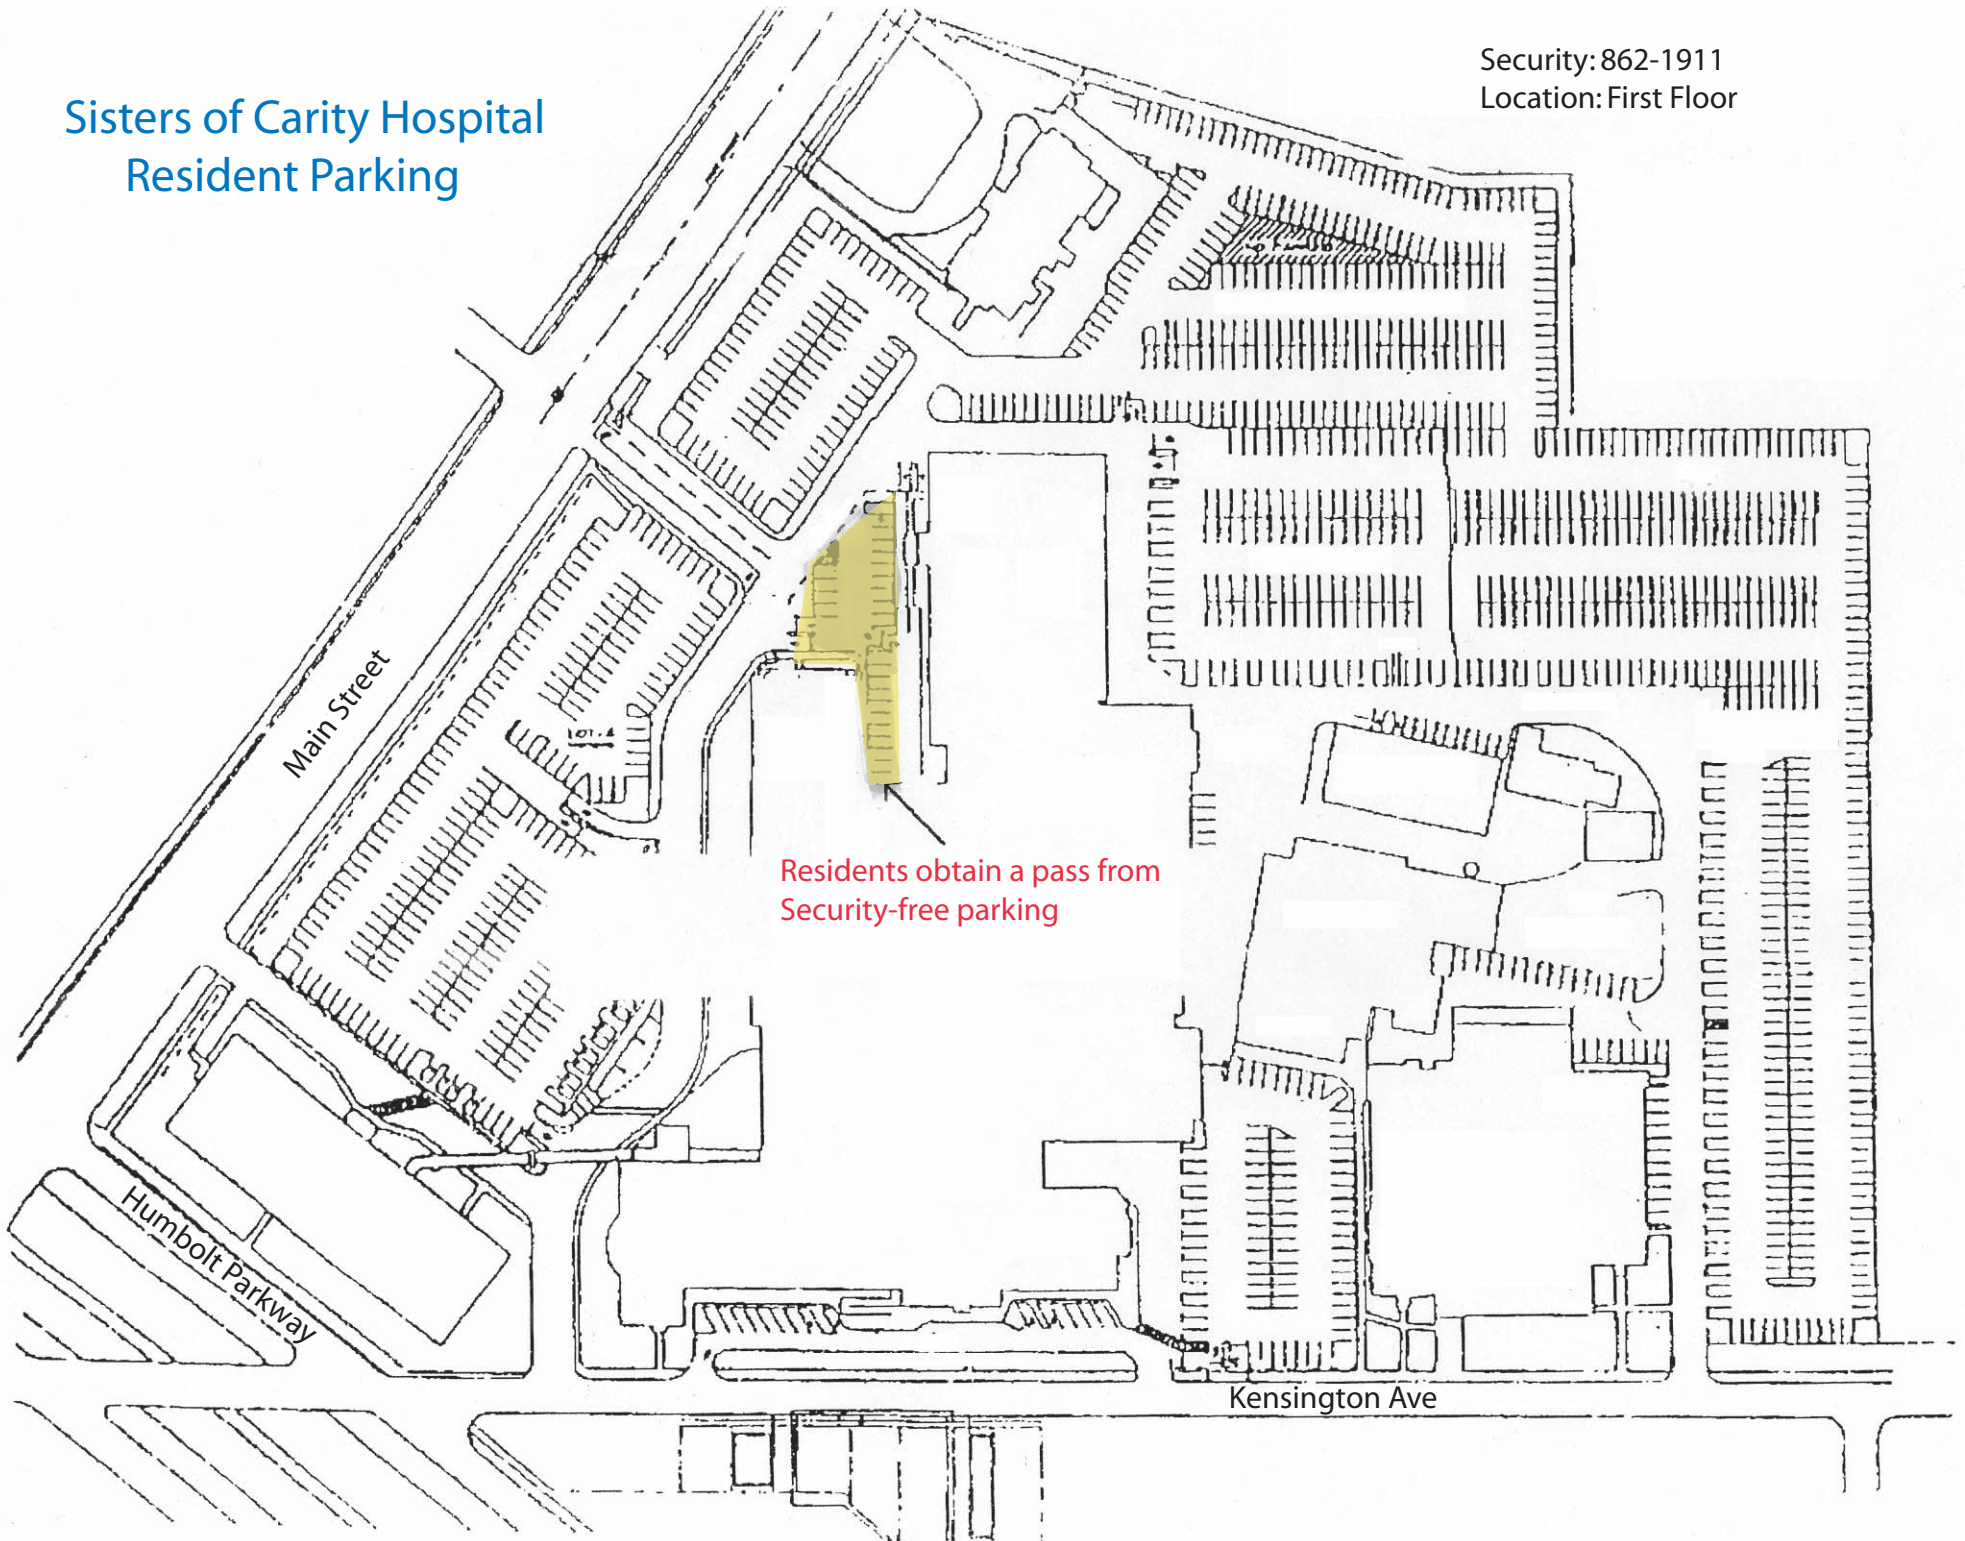 Sisters of Carity Hospital
Resident Parking
Security: 862-1911
Location: First Floor
Main Street
Residents obtain a pass from
Security-free parking
Humbolt Parkway
Kensington Ave